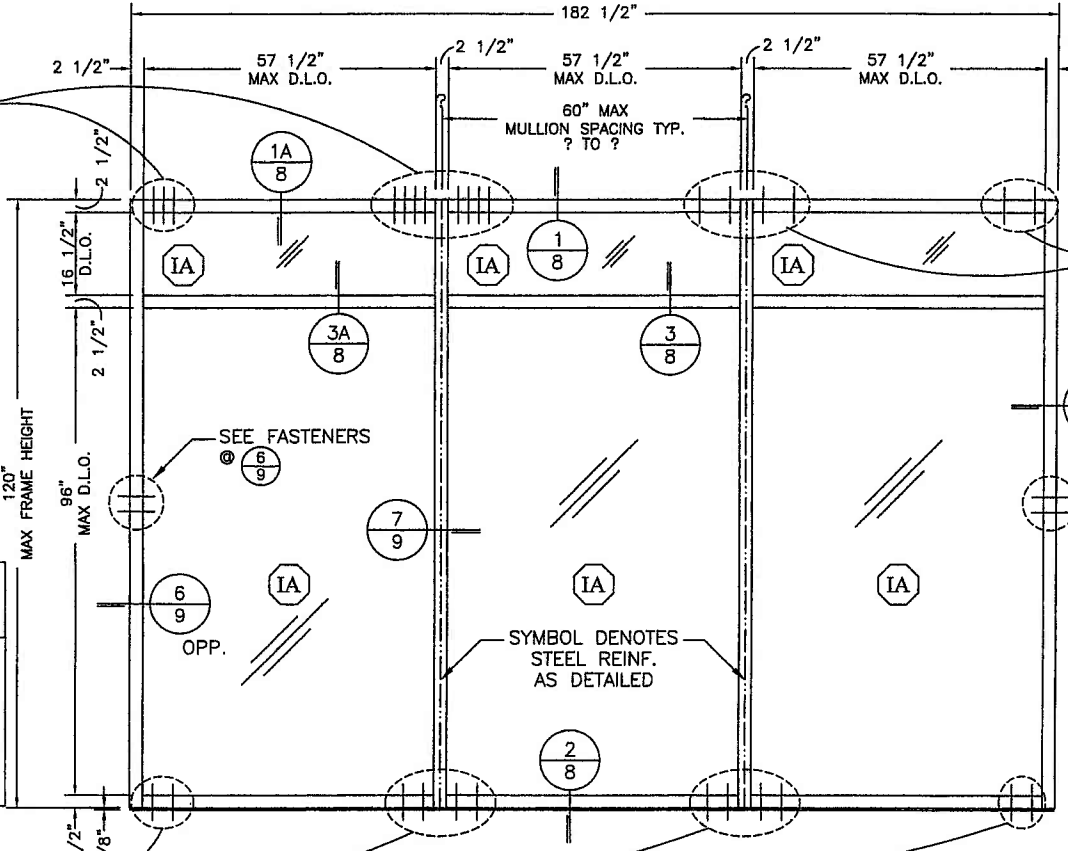 182 1/2"
2 1/2"
57 1/2"
MAX D.L.O.
2 1/2"
57 1/2"
MAX D.L.O.
2 1/2"
57 1/2"
MAX D.L.O.
60" MAX
MULLION SPACING TYP.
? TO ?
?
?
2 1/2"
1A
8
16 1/2"
D.L.O.
IA
IA
1
8
IA
2 1/2"
3A
8
3
8
120"
MAX FRAME HEIGHT
96"
MAX D.L.O.
SEE FASTENERS
@ 6
9
7
9
IA
IA
IA
6
9
OPP.
SYMBOL DENOTES
STEEL REINF.
AS DETAILED
2
8
/2"
/8"